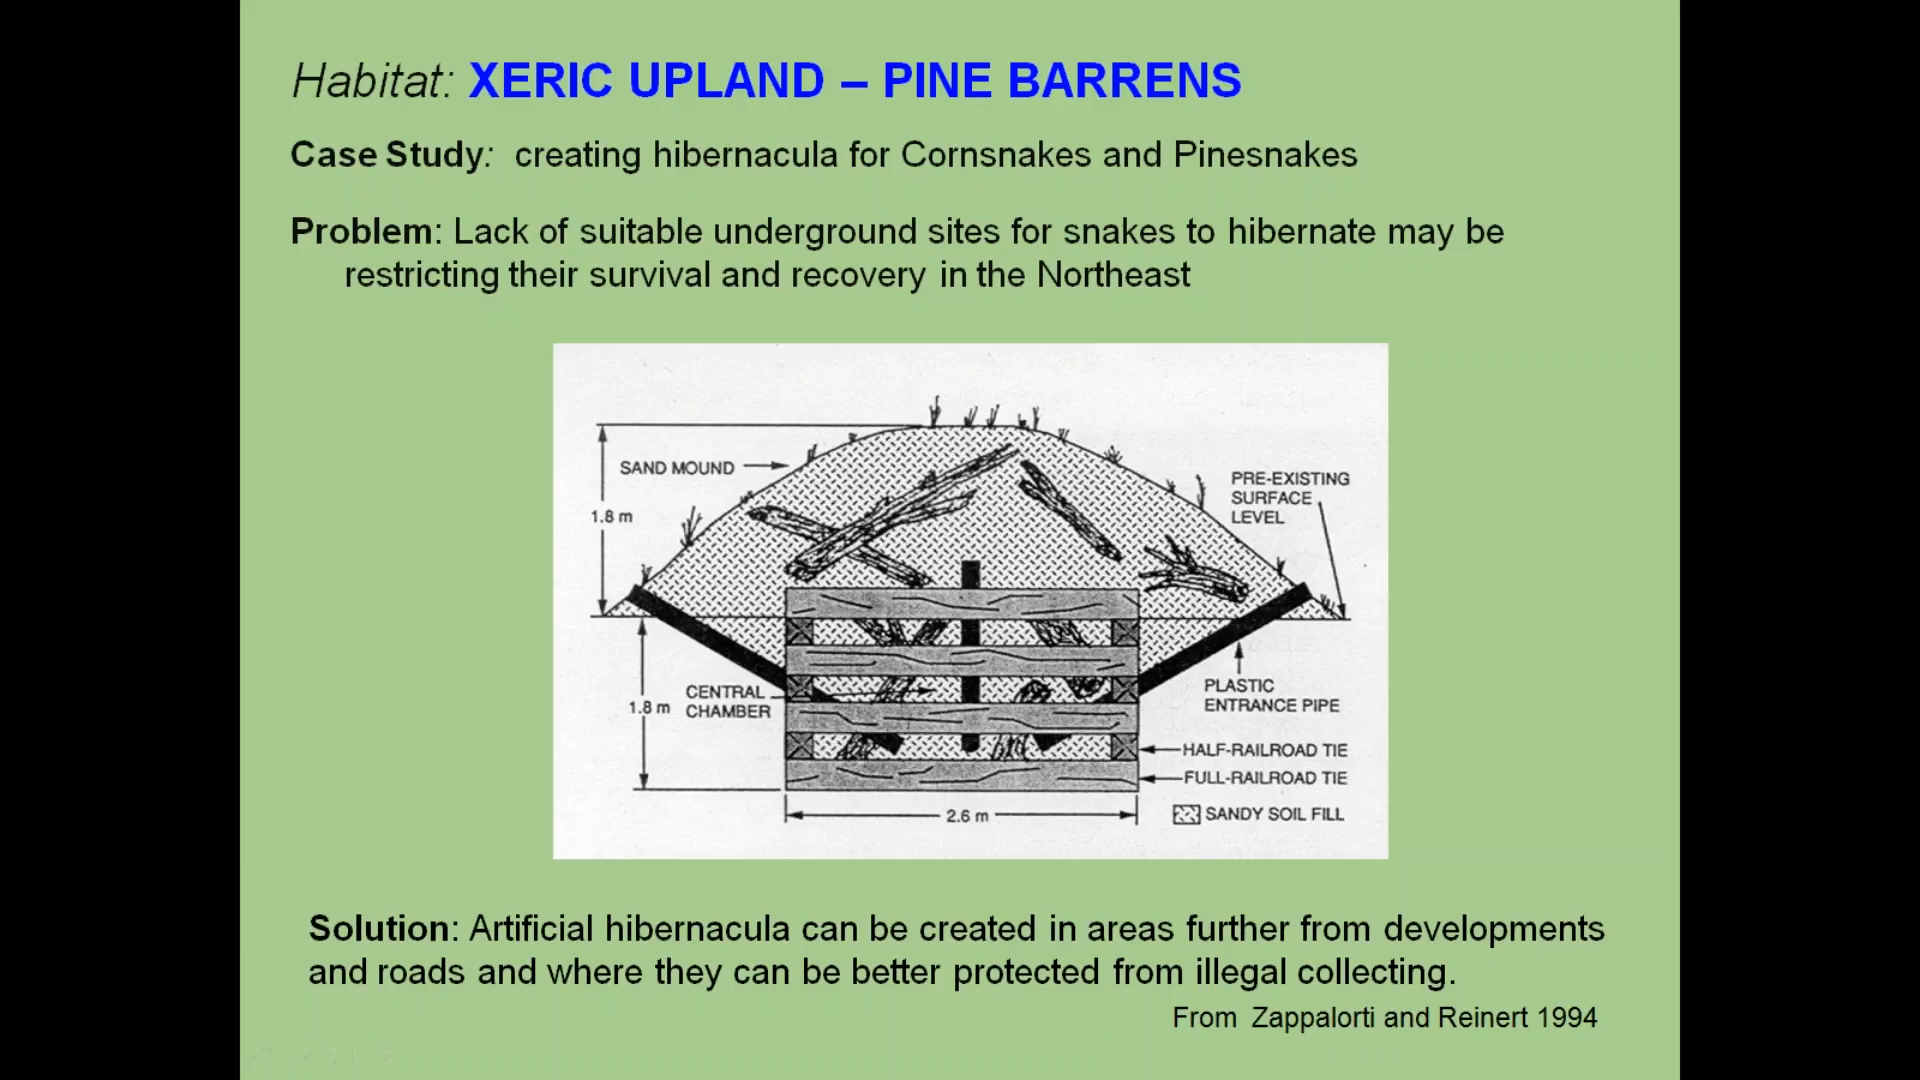 Habitat: XERIC UPLAND – PINE BARRENS
Case Study: creating hibernacula for Cornsnakes and Pinesnakes
Problem: Lack of suitable underground sites for snakes to hibernate may be
restricting their survival and recovery in the Northeast
SAND MOUND
1.8 m
PRE-EXISTING
SURFACE
LEVEL
CENTRAL
CHAMBER
1.8 m
PLASTIC
ENTRANCE PIPE
HALF-RAILROAD TIE
FULL-RAILROAD TIE
2.6 m
SANDY SOIL FILL
Solution: Artificial hibernacula can be created in areas further from developments
and roads and where they can be better protected from illegal collecting.
From Zappalorti and Reinert 1994